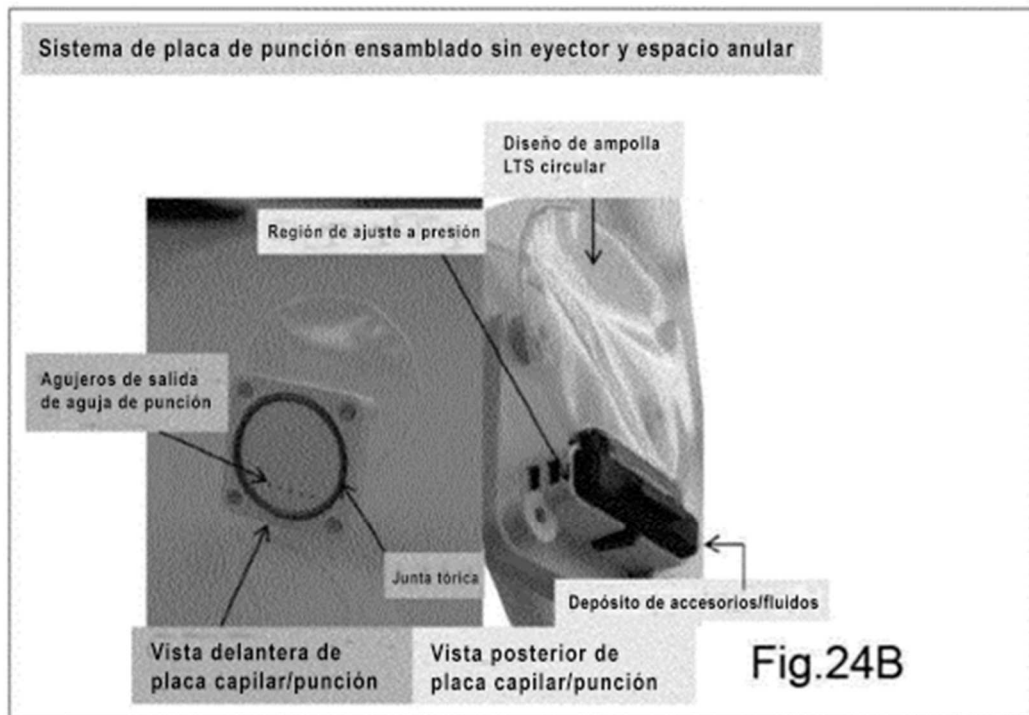 Sistema de placa de punción ensamblado sin eyector y espacio anular
Diseño de ampolla
LTS circular
Región de ajuste a presión
Agujeros de salida
de aguja de punción
Junta tórica
Depósito de accesorios/fluidos
Vista delantera de
placa capilar/punción
Vista posterior de
placa capilar/punción
Fig.24B